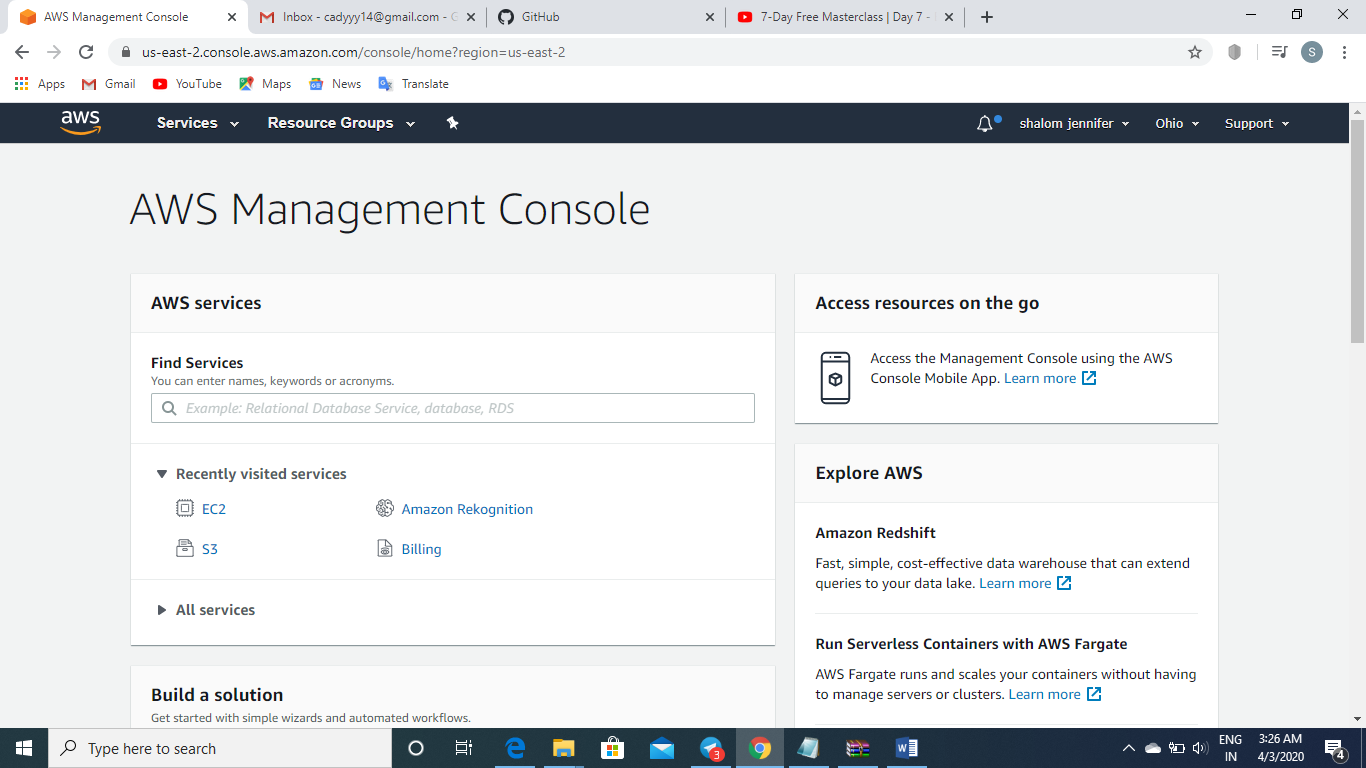 AWS Management Console
Inbox - cadyyy14@gmail.com - G
GitHub
7-Day Free Masterclass | Day 7 -
us-east-2.console.aws.amazon.com/console/home?region=us-east-2
S
Apps Gmail YouTube Maps News Translate
aws Services Resource Groups shalom jennifer Ohio Support
AWS Management Console
AWS services
Find Services
You can enter names, keywords or acronyms.
Example: Relational Database Service, database, RDS
Recently visited services
EC2 Amazon Rekognition
S3 Billing
All services
Build a solution
Get started with simple wizards and automated workflows.
Access resources on the go
Access the Management Console using the AWS
Console Mobile App. Learn more
Explore AWS
Amazon Redshift
Fast, simple, cost-effective data warehouse that can extend
queries to your data lake. Learn more
Run Serverless Containers with AWS Fargate
AWS Fargate runs and scales your containers without having
to manage servers or clusters. Learn more
Type here to search
3
W
ENG
IN
3:26 AM
4/3/2020
4